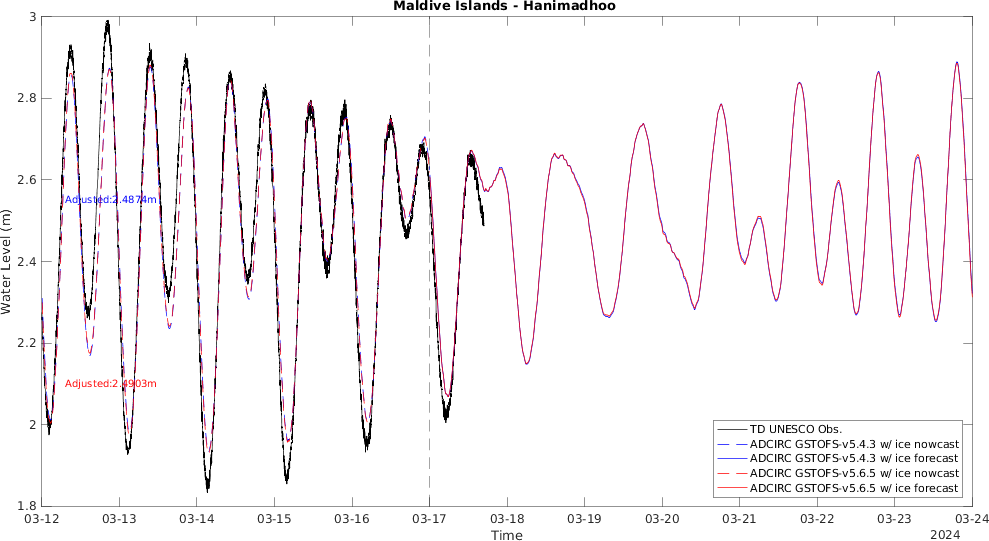 Maldive Islands - Hanimadhoo
3
2.8
2.6
2.4
2.2
2
1.8
Water Level (m)
Adjusted:2.4874m
Adjusted:2.4903m
TD UNESCO Obs.
ADCIRC GSTOFS-v5.4.3 w/ ice nowcast
ADCIRC GSTOFS-v5.4.3 w/ ice forecast
ADCIRC GSTOFS-v5.6.5 w/ ice nowcast
ADCIRC GSTOFS-v5.6.5 w/ ice forecast
03-12 03-13 03-14 03-15 03-16 03-17 03-18 03-19 03-20 03-21 03-22 03-23 03-24
Time
2024